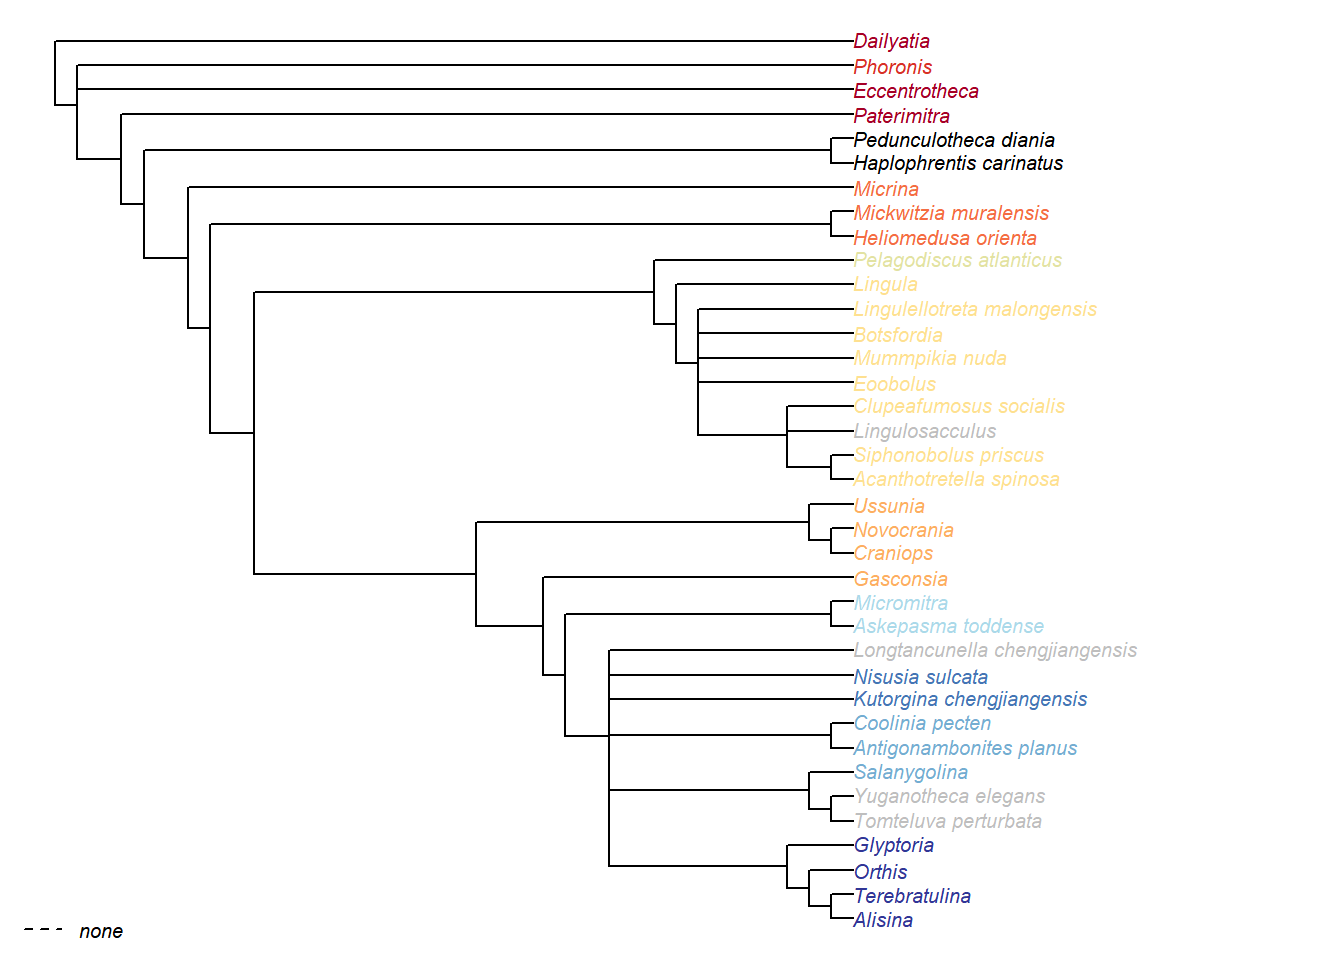 Dailyatia
Phoronis
Eccentrotheca
Paterimitra
Pedunculotheca diania
Haplophrentis carinatus
Micrina
Mickwitzia muralensis
Heliomedusa orienta
Pelagodiscus atlanticus
Lingula
Lingulellotreta malongensis
Botsfordia
Mummpikia nuda
Eoobolus
Clupeafumosus socialis
Lingulosacculus
Siphonobolus priscus
Acanthotretella spinosa
Ussunia
Novocrania
Craniops
Gasconsia
Micromitra
Askepasma toddense
Longtancunella chengjiangensis
Nisusia sulcata
Kutorgina chengjiangensis
Coolinia pecten
Antigonambonites planus
Salanygolina
Yuganotheca elegans
Tomteluva perturbata
Glyptoria
Orthis
Terebratulina
Alisina
none